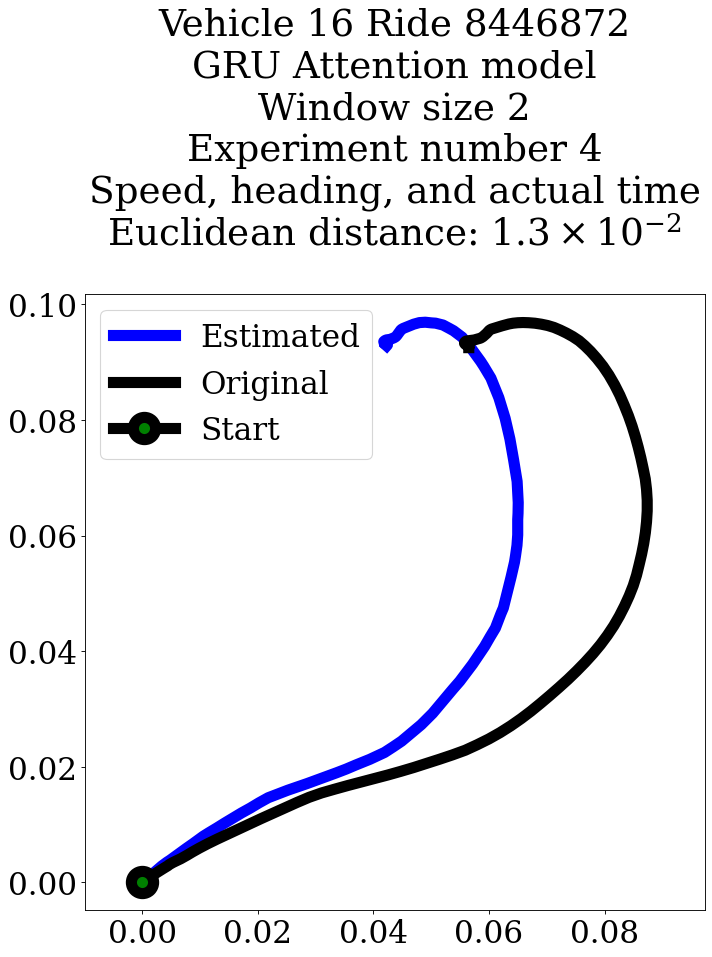 Vehicle 16 Ride 8446872
GRU Attention model
Window size 2
Experiment number 4
Speed, heading, and actual time
Euclidean distance: 1.3 × 10⁻²
0.10
Estimated
Original
Start
0.08
0.06
0.04
0.02
0.00
0.00 0.02 0.04 0.06 0.08